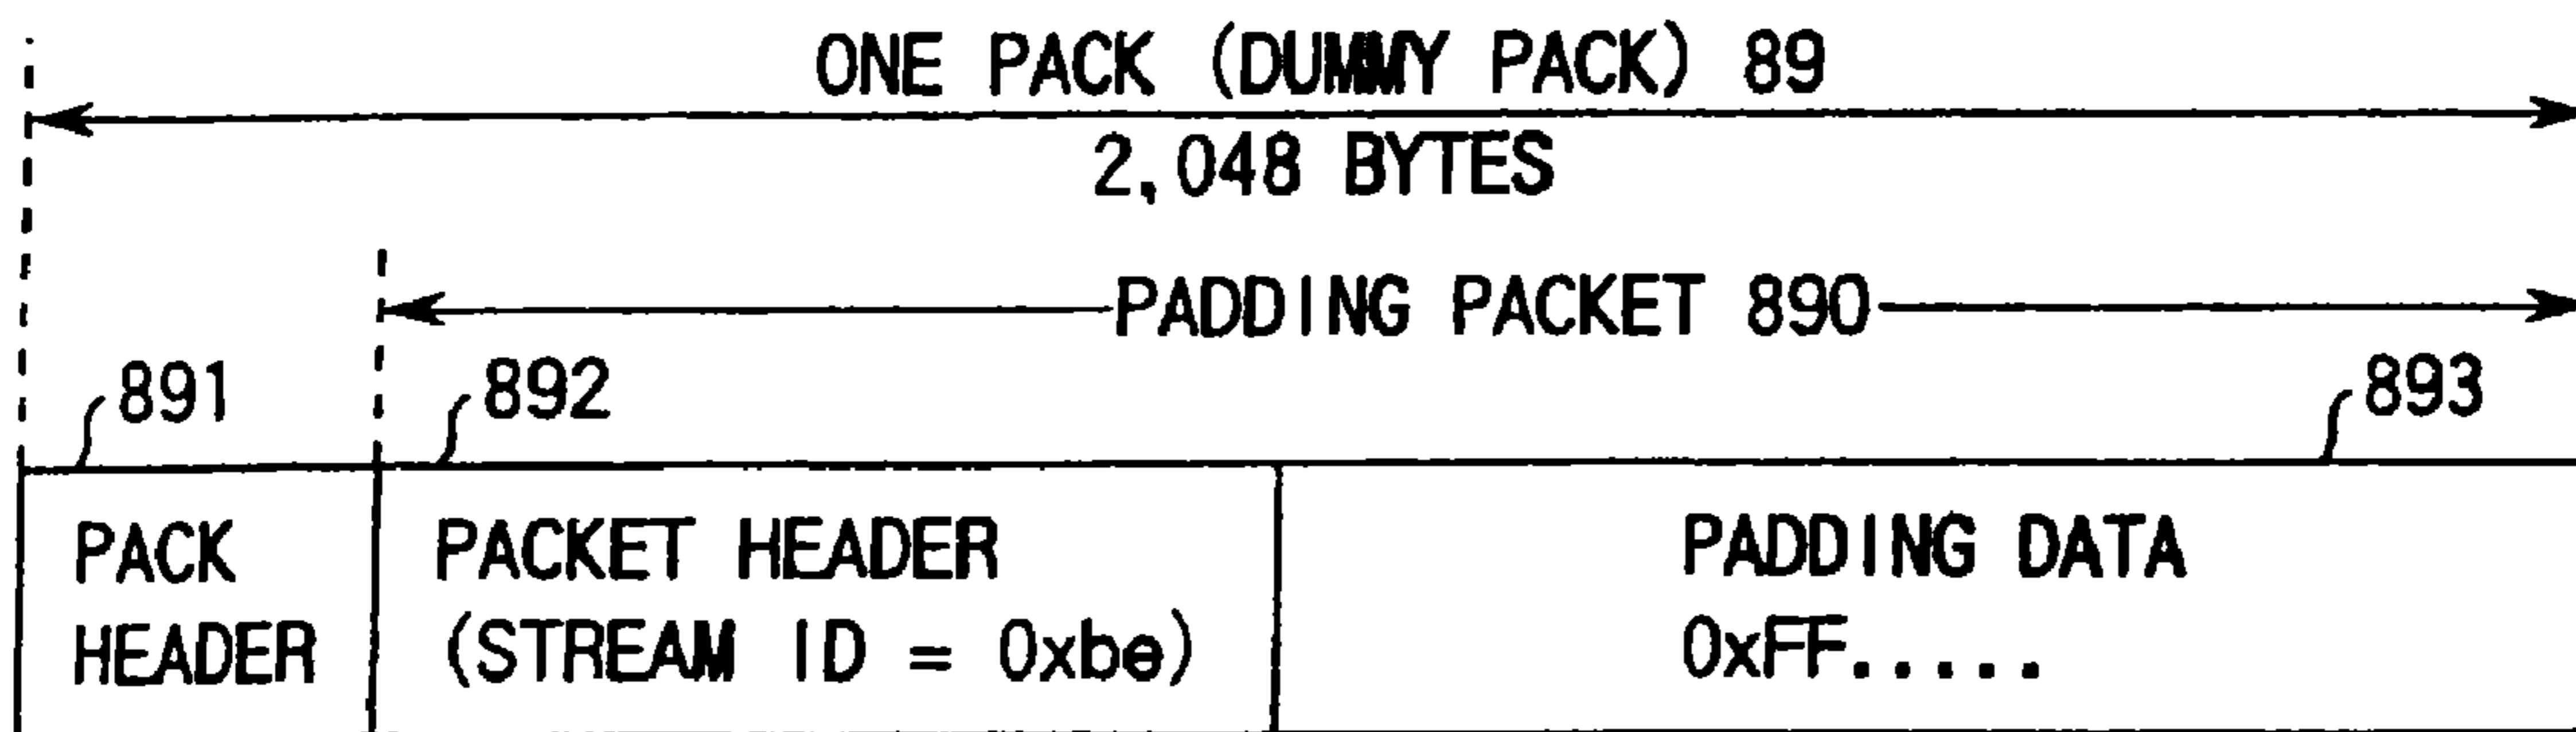 ONE PACK (DUMMY PACK) 89
2,048 BYTES
PADDING PACKET 890
891
892
893
PACK
HEADER
PACKET HEADER
(STREAM ID = 0xbe)
PADDING DATA
0xFF.....